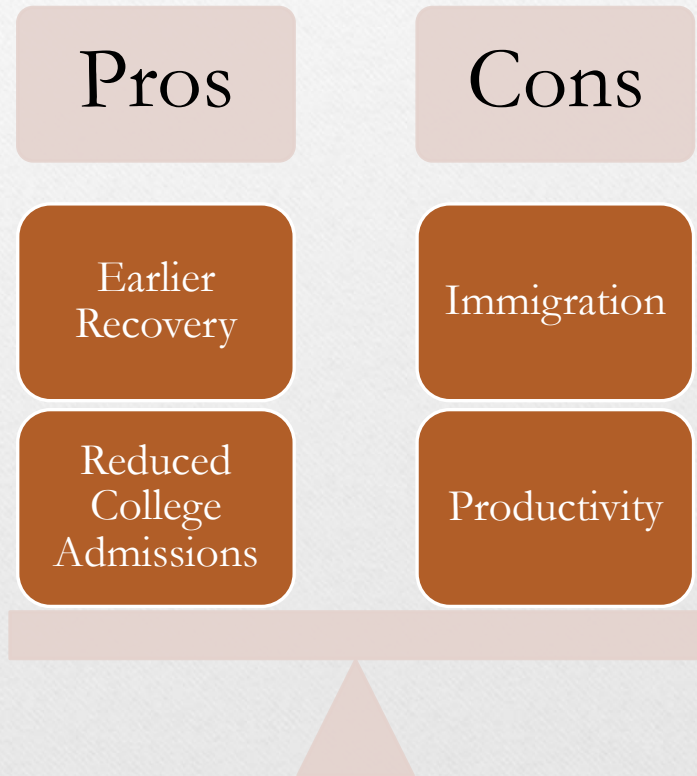 Pros
Cons
Earlier
Recovery
Immigration
Reduced
College
Admissions
Productivity